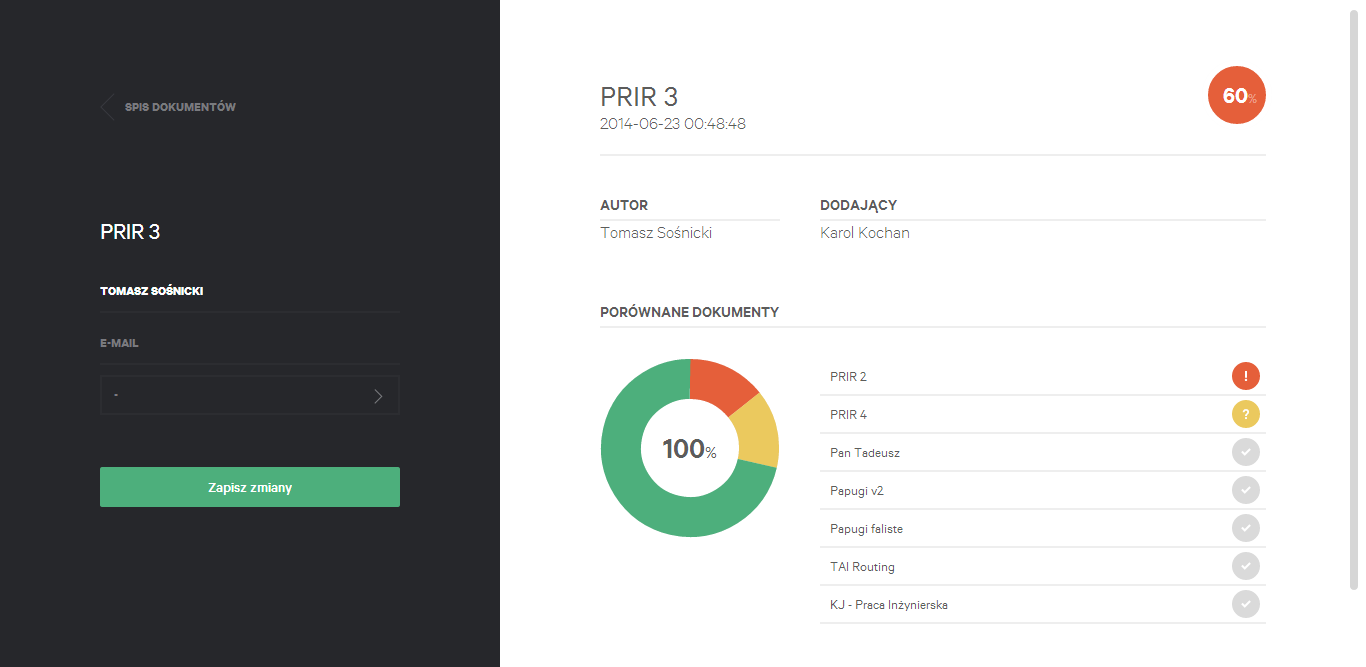 SPIS DOKUMENTÓW
PRIR 3
TOMASZ SOŚNICKI
E-MAIL
-
Zapisz zmiany
PRIR 3
2014-06-23 00:48:48
60%
AUTOR
Tomasz Sośnicki
DODAJĄCY
Karol Kochan
PORÓWNANE DOKUMENTY
100%
PRIR 2
!
PRIR 4
?
Pan Tadeusz
Papugi v2
Papugi faliste
TAI Routing
KJ - Praca Inżynierska